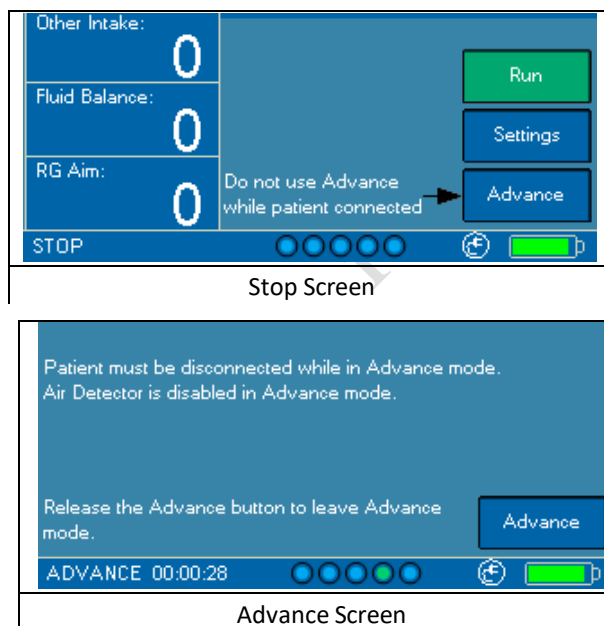 Other Intake:
0
Run
Fluid Balance:
0
Settings
RG Aim:
0
Do not use Advance
while patient connected
Advance
STOP
Stop Screen
Patient must be disconnected while in Advance mode.
Air Detector is disabled in Advance mode.
Release the Advance button to leave Advance
mode.
Advance
ADVANCE 00:00:28
Advance Screen